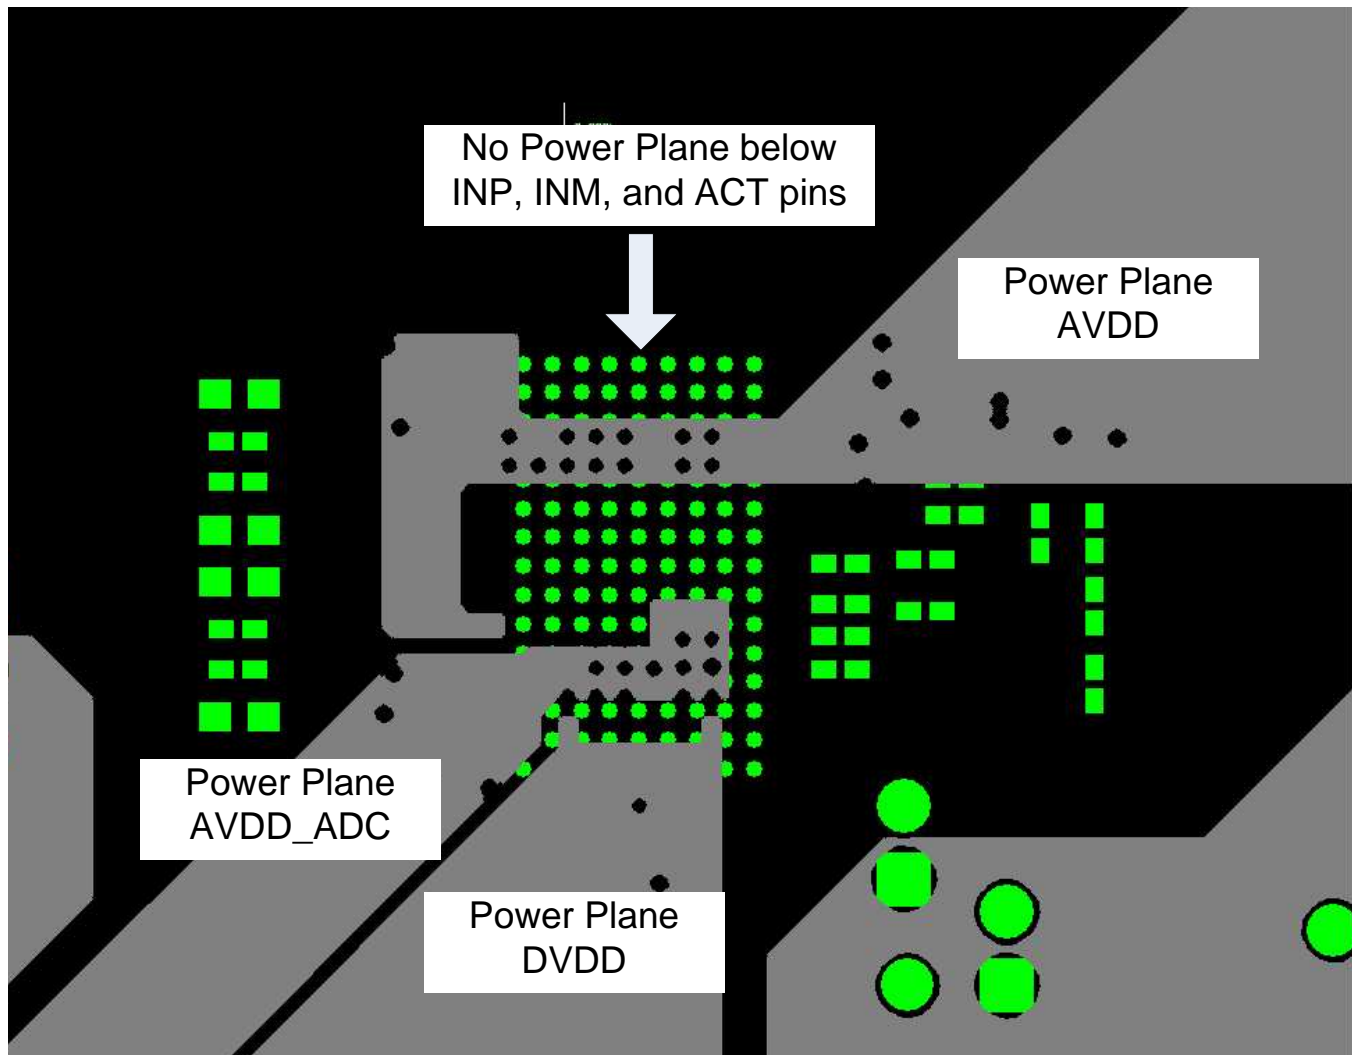 No Power Plane below
INP, INM, and ACT pins
Power Plane
AVDD
Power Plane
AVDD_ADC
Power Plane
DVDD